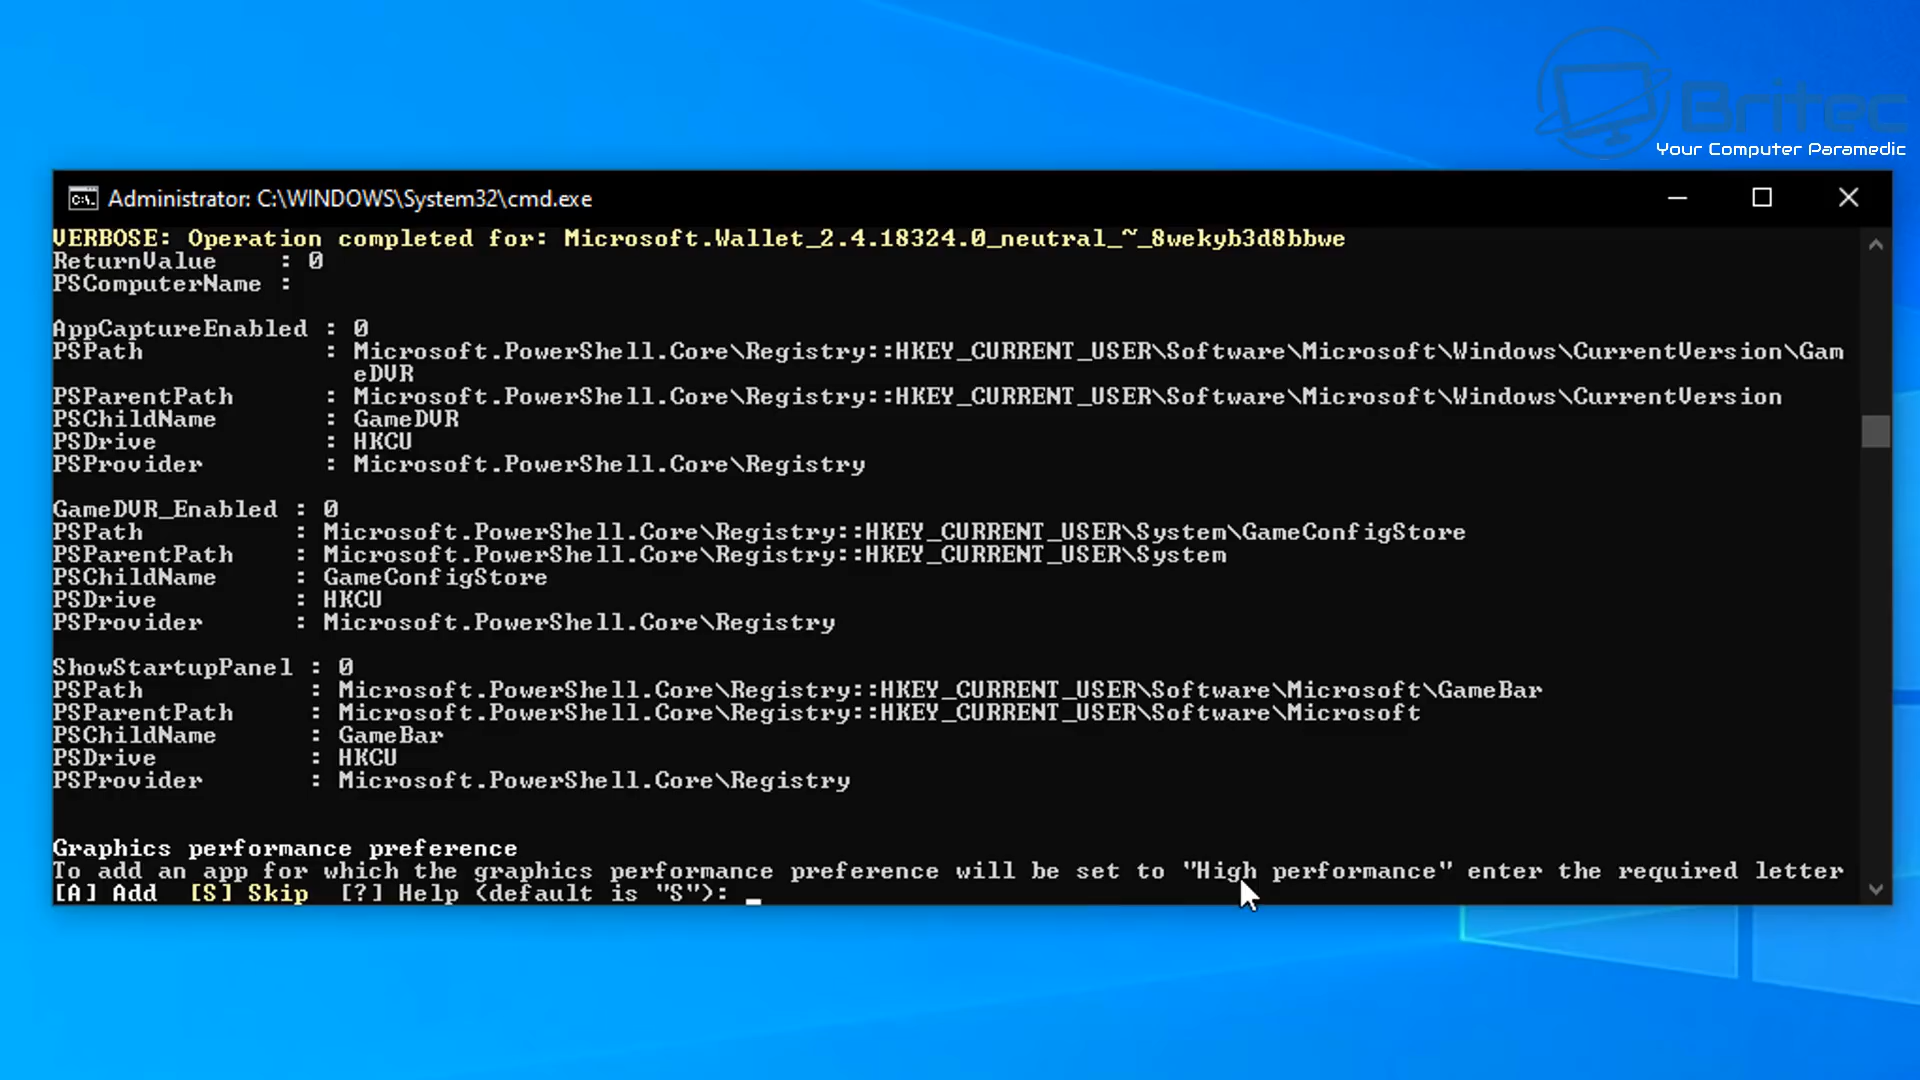 Britec
Your Computer Paramedic
Administrator: C:\WINDOWS\System32\cmd.exe
VERBOSE: Operation completed for: Microsoft.Wallet_2.4.18324.0_neutral_~_8wekyb3d8bbwe
ReturnValue    : 0
PSComputerName :
AppCaptureEnabled : 0
PSPath            : Microsoft.PowerShell.Core\Registry::HKEY_CURRENT_USER\Software\Microsoft\Windows\CurrentVersion\Gam
eDVR
PSParentPath      : Microsoft.PowerShell.Core\Registry::HKEY_CURRENT_USER\Software\Microsoft\Windows\CurrentVersion
PSChildName       : GameDVR
PSDrive           : HKCU
PSProvider        : Microsoft.PowerShell.Core\Registry
GameDVR_Enabled : 0
PSPath          : Microsoft.PowerShell.Core\Registry::HKEY_CURRENT_USER\System\GameConfigStore
PSParentPath    : Microsoft.PowerShell.Core\Registry::HKEY_CURRENT_USER\System
PSChildName     : GameConfigStore
PSDrive         : HKCU
PSProvider      : Microsoft.PowerShell.Core\Registry
ShowStartupPanel : 0
PSPath           : Microsoft.PowerShell.Core\Registry::HKEY_CURRENT_USER\Software\Microsoft\GameBar
PSParentPath     : Microsoft.PowerShell.Core\Registry::HKEY_CURRENT_USER\Software\Microsoft
PSChildName      : GameBar
PSDrive          : HKCU
PSProvider       : Microsoft.PowerShell.Core\Registry
Graphics performance preference
To add an app for which the graphics performance preference will be set to "High performance" enter the required letter
[A] Add  [S] Skip  [?] Help (default is "S"): _